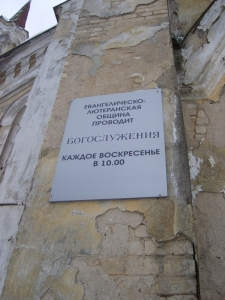 ЕВАНГЕЛИЧЕСКО-
ЛЮТЕРАНСКАЯ
ОБЩИНА
ПРОВОДИТ
БОГОСЛУЖЕНИЯ
КАЖДОЕ ВОСКРЕСЕНЬЕ
В 10.00